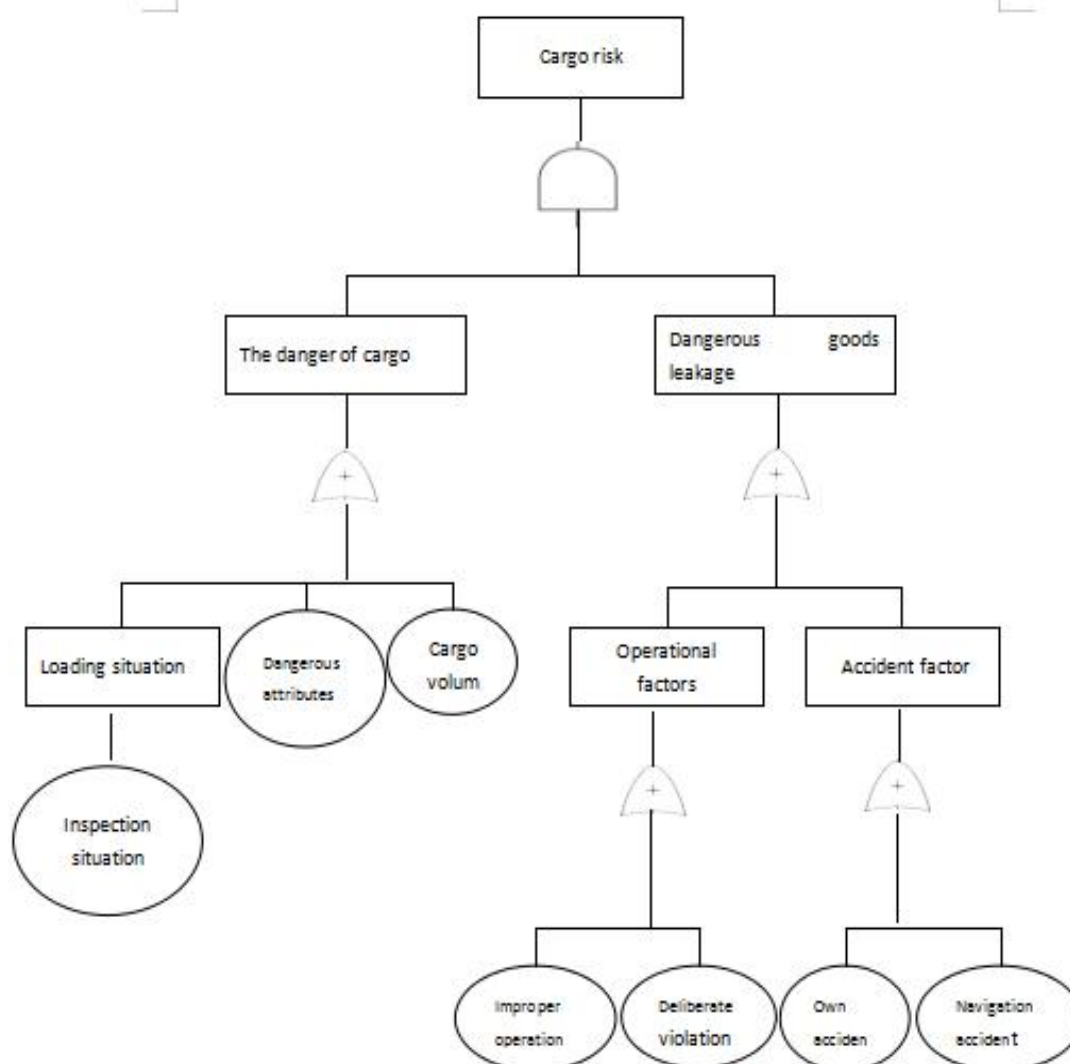 Cargo risk
The danger of cargo
Dangerous goods
leakage
+
+
Loading situation
Dangerous
attributes
Cargo
volum
Operational
factors
Accident factor
+
+
Inspection
situation
Improper
operation
Deliberate
violation
Own
acciden
Navigation
accident